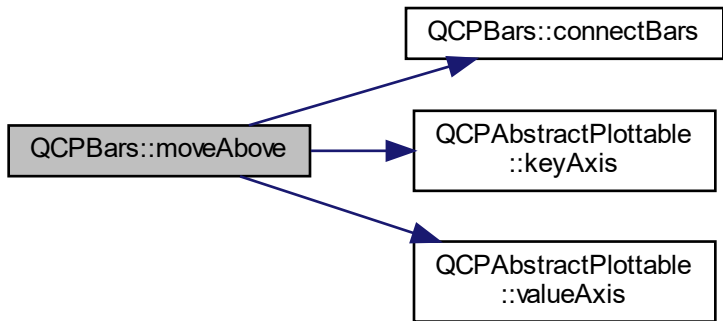 QCPBars::connectBars
QCPBars::moveAbove
QCPAbstractPlottable
::keyAxis
QCPAbstractPlottable
::valueAxis